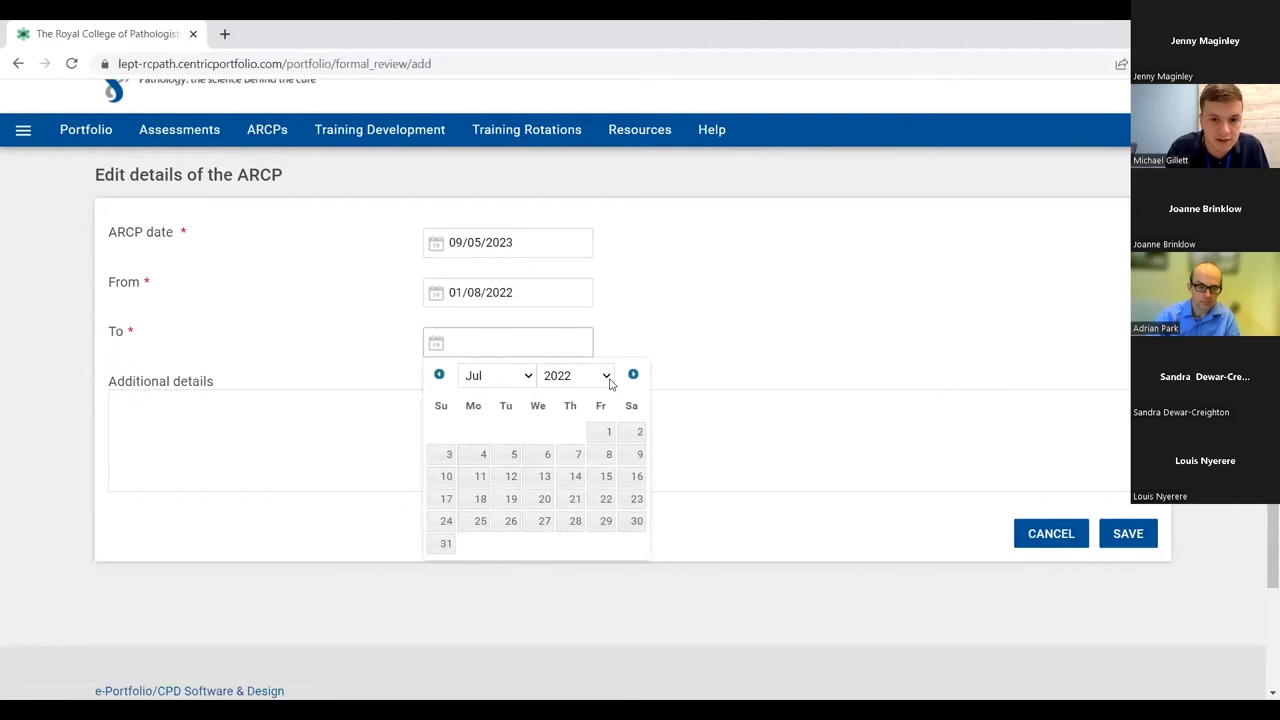 The Royal College of Pathologist
lept-rcpath.centricportfolio.com/portfolio/formal_review/add
Pathology: the science behind the cure
Portfolio Assessments ARCPs Training Development Training Rotations Resources Help
Edit details of the ARCP
ARCP date * 09/05/2023
From * 01/08/2022
To *
Jul 2022
Su Mo Tu We Th Fr Sa
1 2
3 4 5 6 7 8 9
10 11 12 13 14 15 16
17 18 19 20 21 22 23
24 25 26 27 28 29 30
31
Additional details
CANCEL SAVE
e-Portfolio/CPD Software & Design
Jenny Maginley
Jenny Maginley
Michael Gillett
Joanne Brinklow
Joanne Brinklow
Adrian Park
Sandra Dewar-Cre...
Sandra Dewar-Creighton
Louis Nyerere
Louis Nyerere